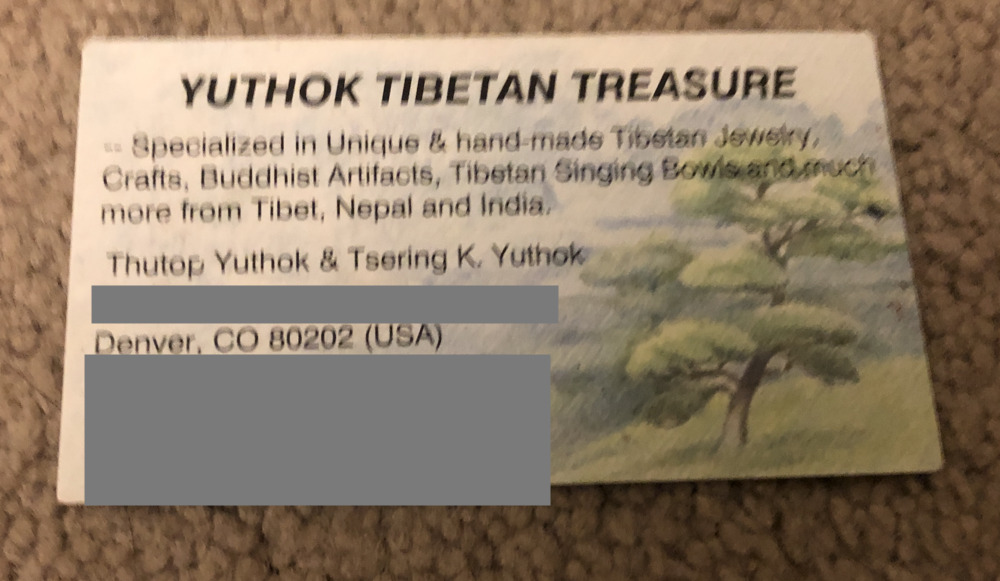 YUTHOK TIBETAN TREASURE
-- Specialized in Unique & hand-made Tibetan Jewelry,
Crafts, Buddhist Artifacts, Tibetan Singing Bowls and much
more from Tibet, Nepal and India.
Thutop Yuthok & Tsering K. Yuthok
Denver, CO 80202 (USA)